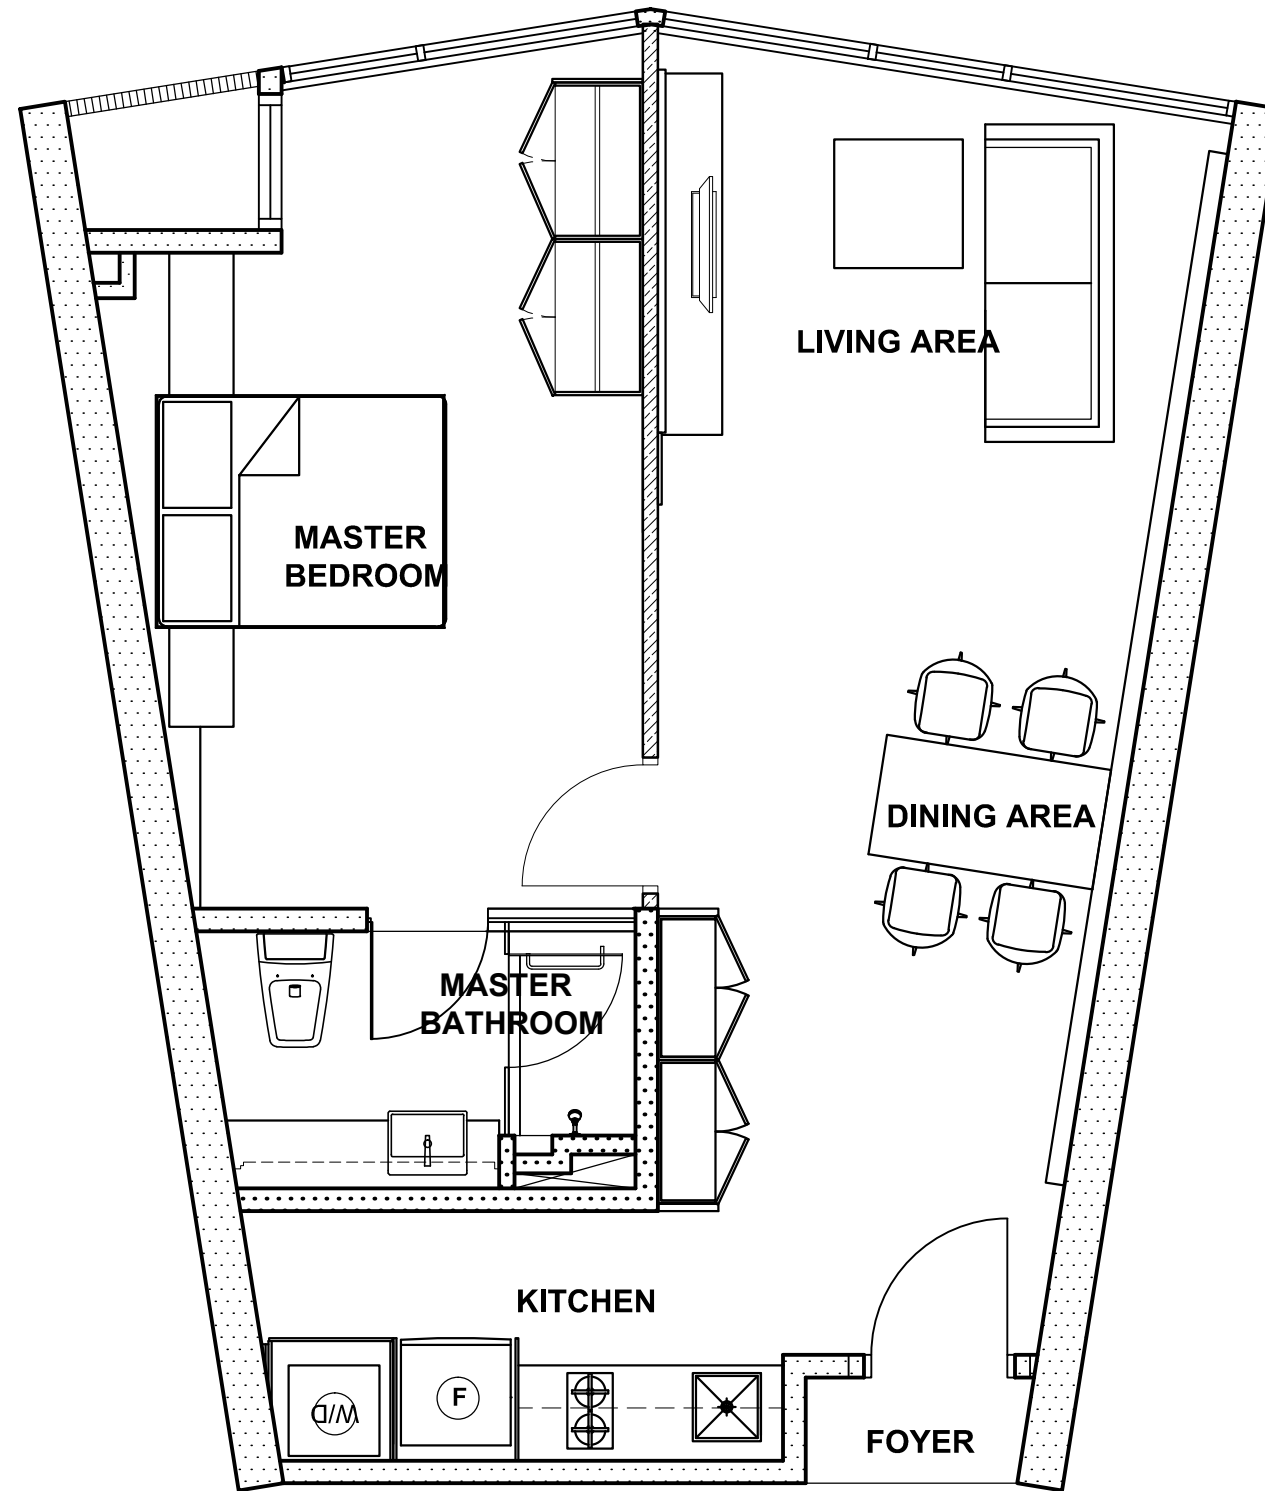 LIVING AREA
MASTER
BEDROOM
DINING AREA
MASTER
BATHROOM
KITCHEN
W/D
F
FOYER